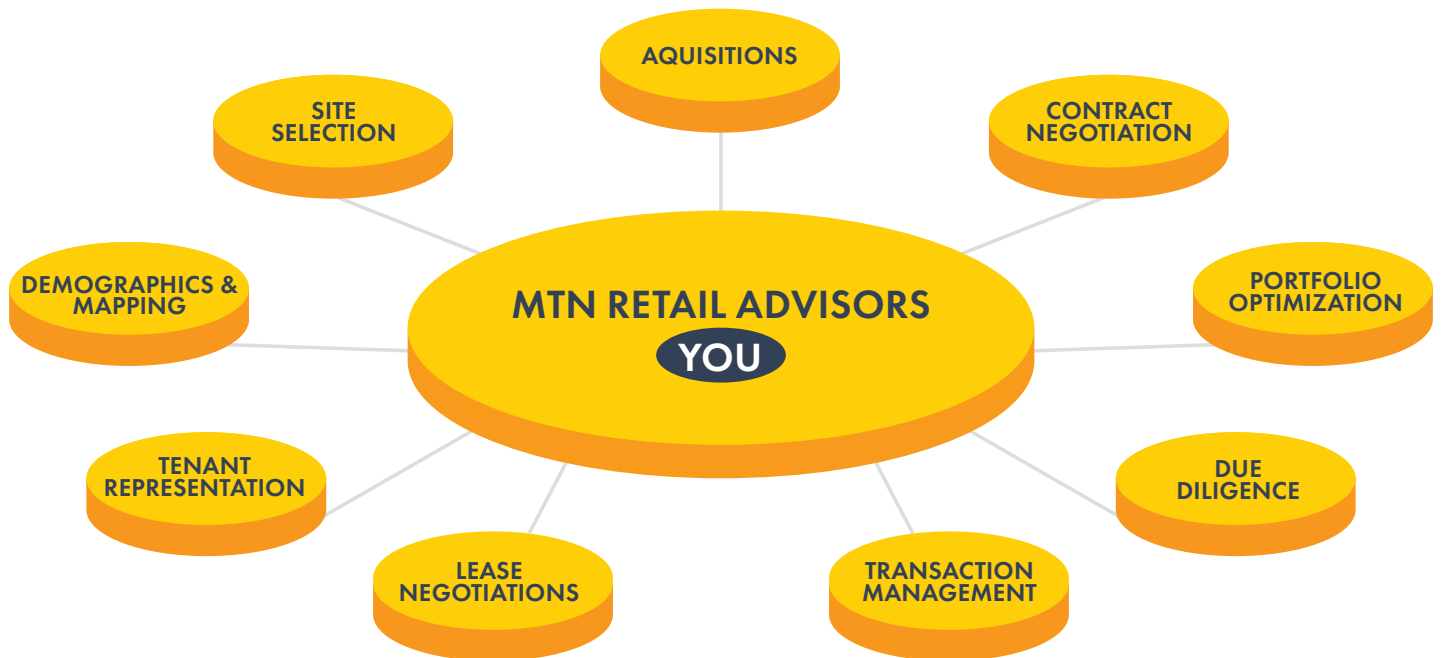 AQUISITIONS
SITE
SELECTION
CONTRACT
NEGOTIATION
DEMOGRAPHICS &
MAPPING
MTN RETAIL ADVISORS
YOU
PORTFOLIO
OPTIMIZATION
TENANT
REPRESENTATION
DUE
DILIGENCE
LEASE
NEGOTIATIONS
TRANSACTION
MANAGEMENT